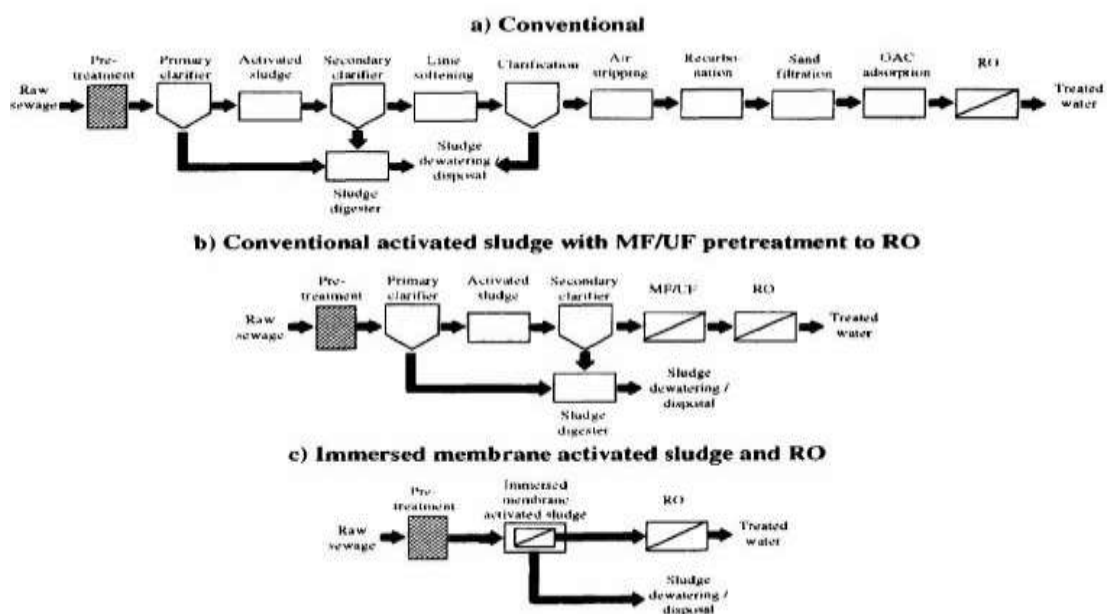 a) Conventional
Pre-
treatment
Primary
clarifier
Activated
sludge
Secondary
clarifier
Lime
softening
Clarification
Air
stripping
Recarbo-
nation
Sand
filtration
GAC
adsorption
RO
Raw
sewage
Treated
water
Sludge
dewatering /
disposal
Sludge
digester
b) Conventional activated sludge with MF/UF pretreatment to RO
Pre-
treatment
Primary
clarifier
Activated
sludge
Secondary
clarifier
MF/UF
RO
Raw
sewage
Treated
water
Sludge
dewatering /
disposal
Sludge
digester
c) Immersed membrane activated sludge and RO
Pre-
treatment
Immersed
membrane
activated sludge
RO
Raw
sewage
Treated
water
Sludge
dewatering /
disposal